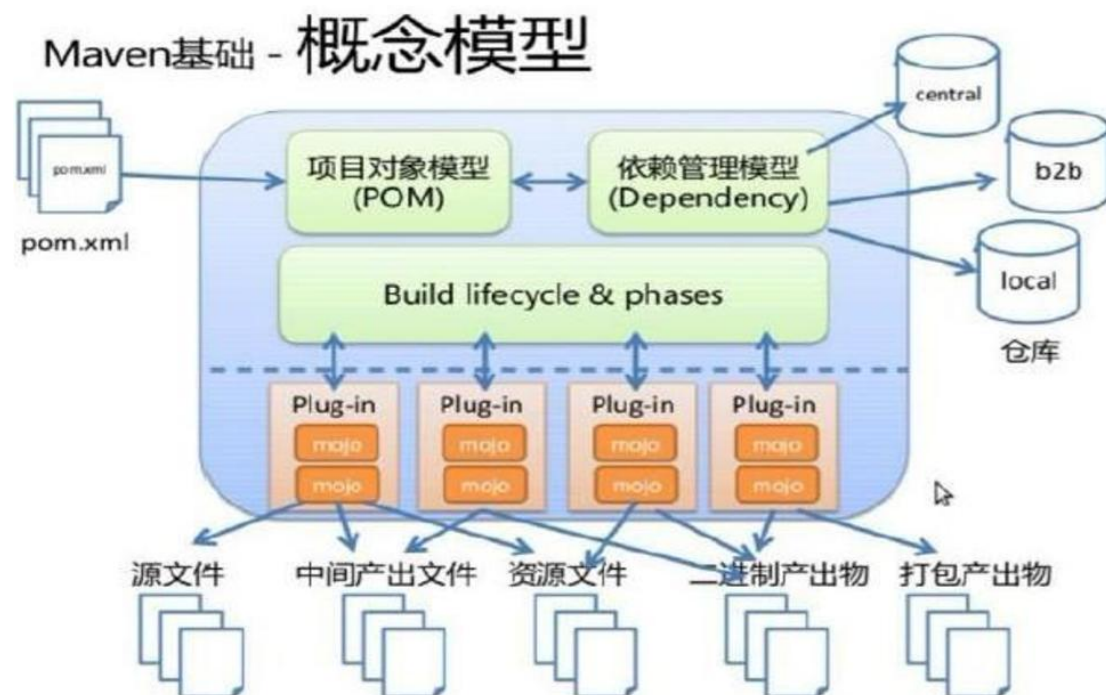 Maven基础 - 概念模型
central
b2b
local
仓库
pom.xml
pom.xml
项目对象模型
(POM)
依赖管理模型
(Dependency)
Build lifecycle & phases
Plug-in
mojo
mojo
Plug-in
mojo
mojo
Plug-in
mojo
mojo
Plug-in
mojo
mojo
源文件
中间产出文件
资源文件
二进制产出物
打包产出物